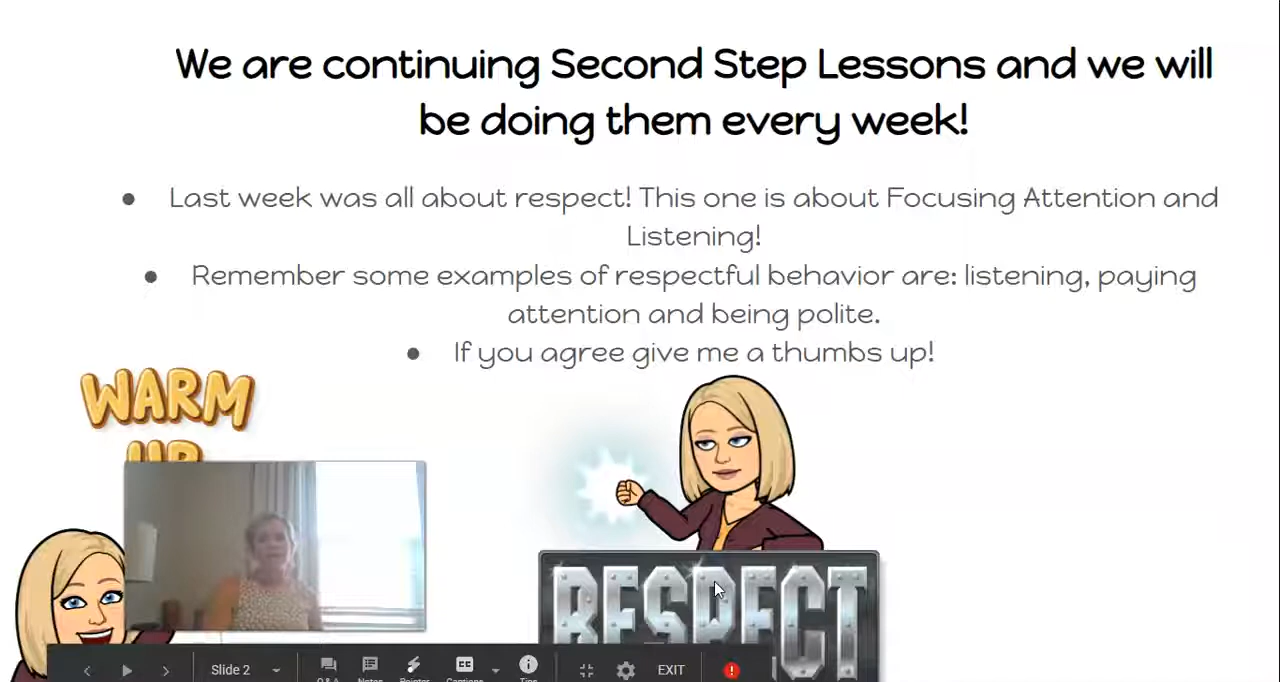 We are continuing Second Step Lessons and we will
be doing them every week!
● Last week was all about respect! This one is about Focusing Attention and
Listening!
● Remember some examples of respectful behavior are: listening, paying
attention and being polite.
● If you agree give me a thumbs up!
WARM
UP
RESPECT
Slide 2
Q & A Notes Pointer Captions Tips EXIT